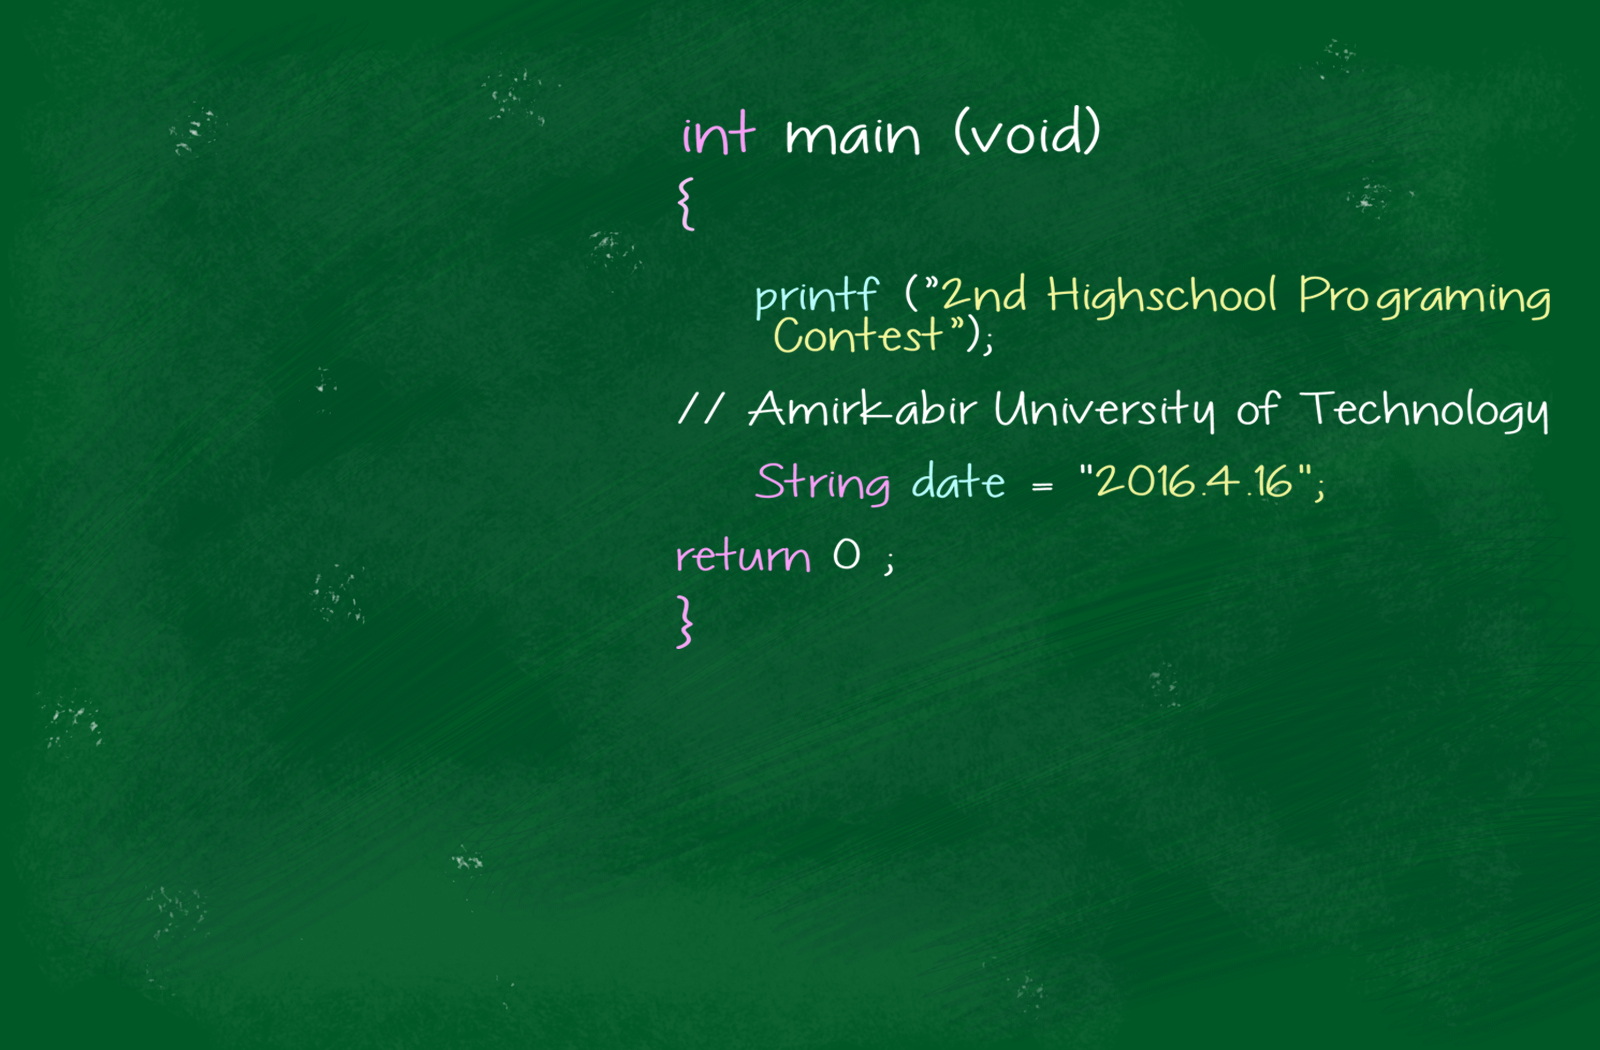 int main (void)
{
printf (”2nd Highschool Programing
Contest”);
// Amirkabir University of Technology
String date = "2016.4.16";
return 0 ;
}